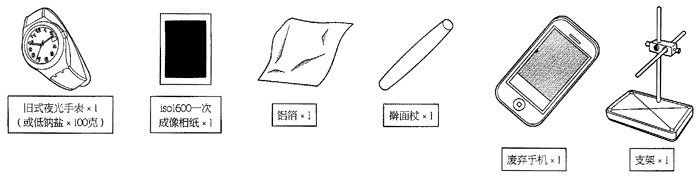 旧式夜光手表×1
(或低钠盐×100克)
iso1600一次
成像相纸×1
铝箔×1
擀面杖×1
废弃手机×1
支架×1